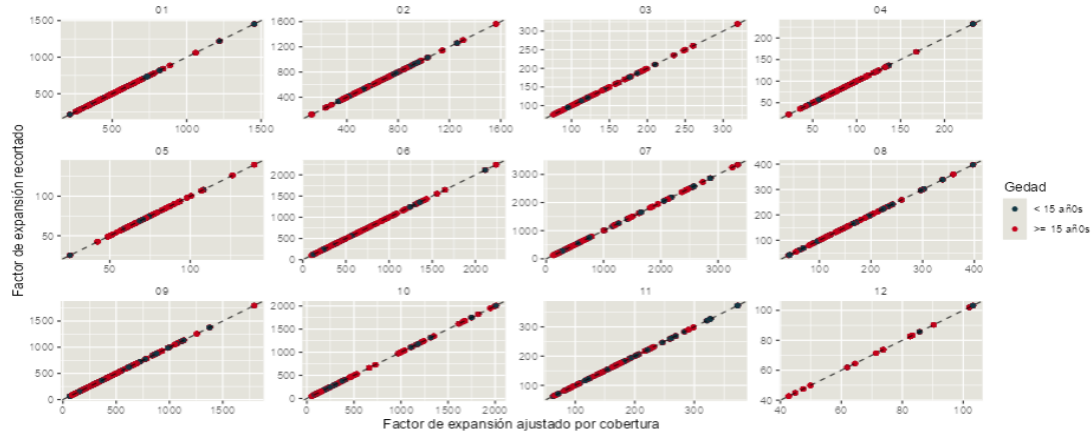 01 02 03 04
1500 1000 500
500 1000 1500
1600 1200 800 400
400 800 1200 1600
300 250 200 150 100
100 150 200 250 300
200 150 100 50
50 100 150 200
05 06 07 08
100 50
50 100
2000 1500 1000 500 0
0 500 1000 1500 2000
3000 2000 1000 0
0 1000 2000 3000
400 300 200 100
100 200 300 400
09 10 11 12
1500 1000 500 0
0 500 1000 1500
2000 1500 1000 500 0
0 500 1000 1500 2000
300 200 100
100 200 300
100 80 60 40
40 60 80 100
Factor de expansión recortado
Factor de expansión ajustado por cobertura
Gedad
< 15 años
>= 15 años